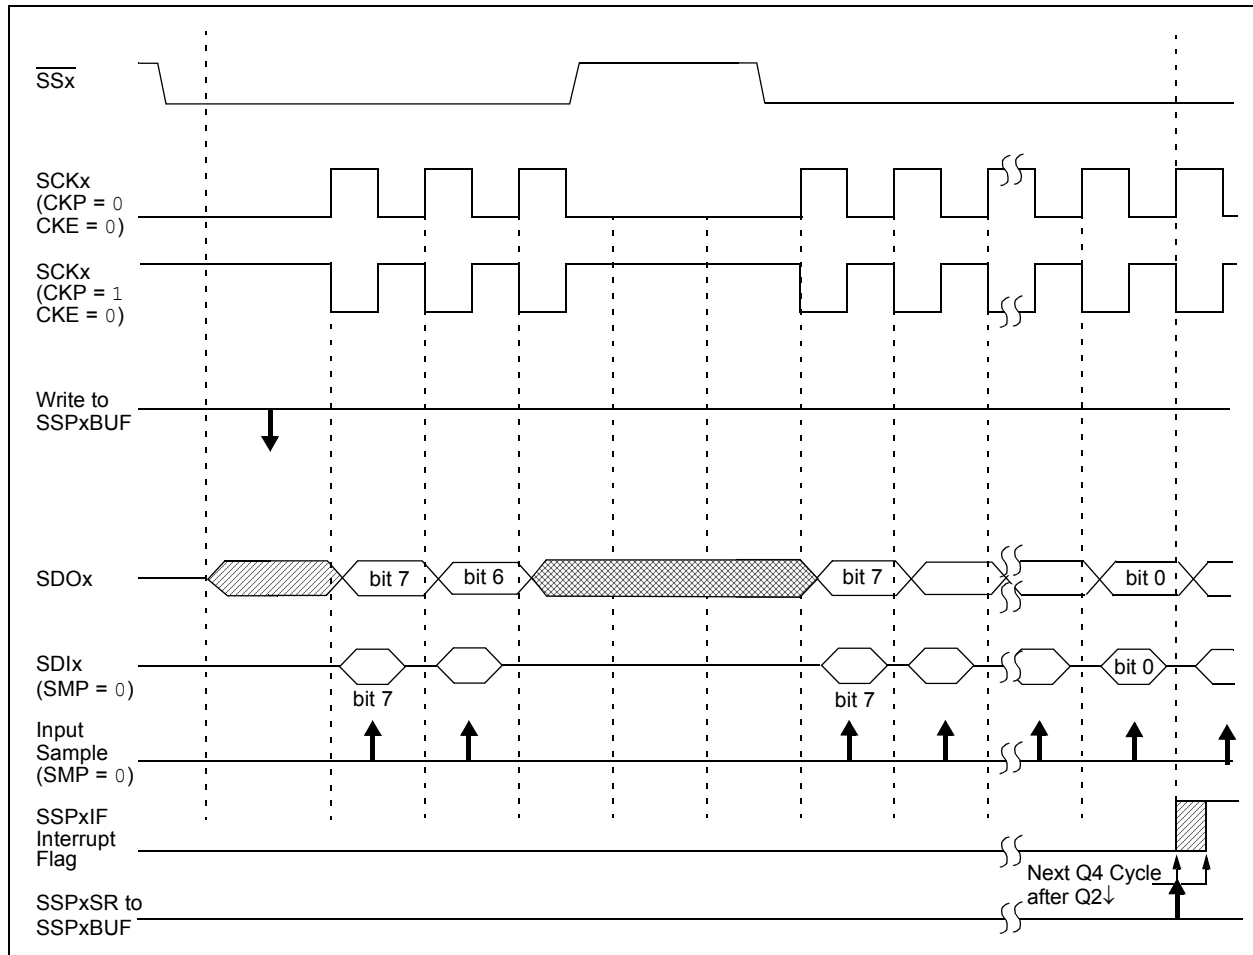 SSx
SCKx
(CKP = 0
CKE = 0)
SCKx
(CKP = 1
CKE = 0)
Write to
SSPxBUF
SDOx
bit 7
bit 6
bit 7
bit 0
SDIx
(SMP = 0)
bit 7
bit 7
bit 0
Input
Sample
(SMP = 0)
SSPxIF
Interrupt
Flag
Next Q4 Cycle
after Q2↓
SSPxSR to
SSPxBUF